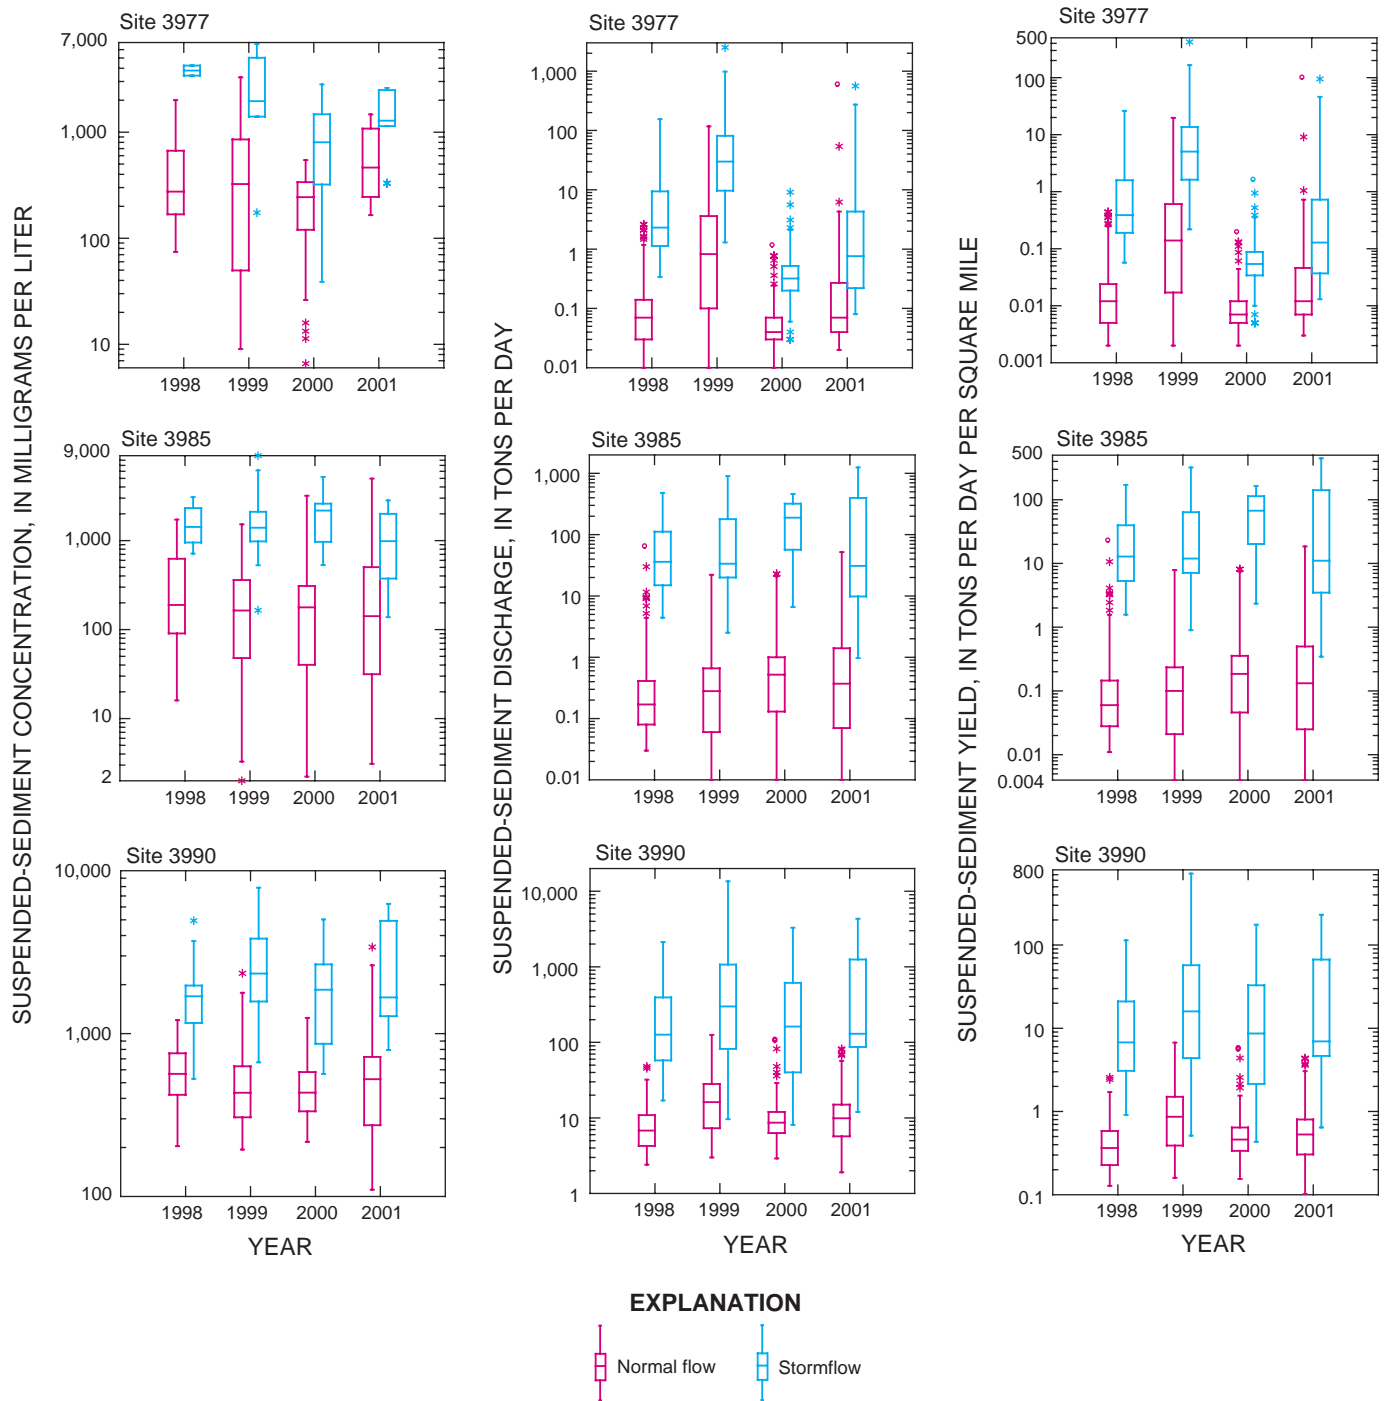 SUSPENDED-SEDIMENT CONCENTRATION, IN MILLIGRAMS PER LITER
Site 3977
7,000
1,000
100
10
1998 1999 2000 2001
Site 3985
9,000
1,000
100
10
2
1998 1999 2000 2001
Site 3990
10,000
1,000
100
1998 1999 2000 2001
YEAR
SUSPENDED-SEDIMENT DISCHARGE, IN TONS PER DAY
Site 3977
1,000
100
10
1
0.1
0.01
1998 1999 2000 2001
Site 3985
1,000
100
10
1
0.1
0.01
1998 1999 2000 2001
Site 3990
10,000
1,000
100
10
1
1998 1999 2000 2001
YEAR
SUSPENDED-SEDIMENT YIELD, IN TONS PER DAY PER SQUARE MILE
Site 3977
500
100
10
1
0.1
0.01
0.001
1998 1999 2000 2001
Site 3985
500
100
10
1
0.1
0.01
0.004
1998 1999 2000 2001
Site 3990
800
100
10
1
0.1
1998 1999 2000 2001
YEAR
EXPLANATION
Normal flow
Stormflow